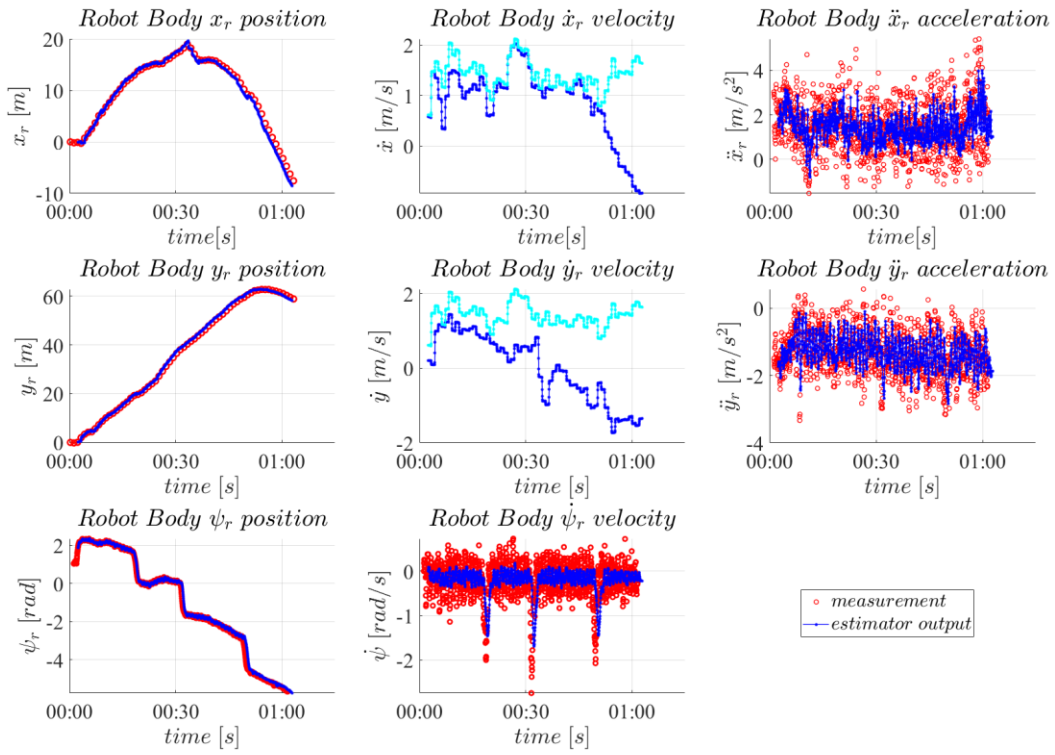 Robot Body x_r position
Robot Body ẋ_r velocity
Robot Body ẍ_r acceleration
x_r [m]
20
10
0
-10
00:00 00:30 01:00
time[s]
ẋ [m/s]
2
0
00:00 00:30 01:00
time[s]
ẍ_r [m/s²]
4
2
0
00:00 00:30 01:00
time[s]
Robot Body y_r position
Robot Body ẏ_r velocity
Robot Body ÿ_r acceleration
y_r [m]
60
40
20
0
00:00 00:30 01:00
time [s]
ẏ [m/s]
2
0
-2
00:00 00:30 01:00
time [s]
ÿ_r [m/s²]
0
-2
-4
00:00 00:30 01:00
time [s]
Robot Body ψ_r position
Robot Body ψ̇_r velocity
ψ_r [rad]
2
0
-2
-4
00:00 00:30 01:00
time [s]
ψ̇ [rad/s]
0
-1
-2
00:00 00:30 01:00
time [s]
measurement
estimator output